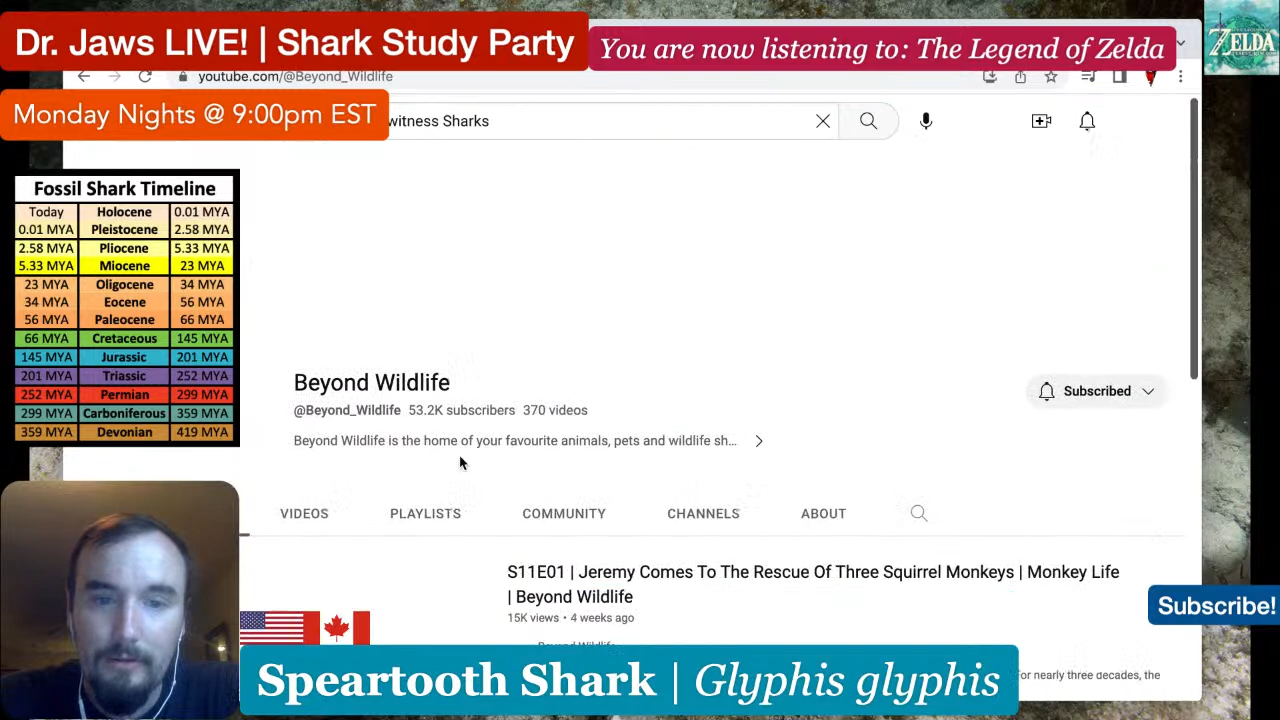 Dr. Jaws LIVE! | Shark Study Party
You are now listening to: The Legend of Zelda
ZELDA
youtube.com/@Beyond_Wildlife
Monday Nights @ 9:00pm EST
witness Sharks
Fossil Shark Timeline
Today Holocene 0.01 MYA
0.01 MYA Pleistocene 2.58 MYA
2.58 MYA Pliocene 5.33 MYA
5.33 MYA Miocene 23 MYA
23 MYA Oligocene 34 MYA
34 MYA Eocene 56 MYA
56 MYA Paleocene 66 MYA
66 MYA Cretaceous 145 MYA
145 MYA Jurassic 201 MYA
201 MYA Triassic 252 MYA
252 MYA Permian 299 MYA
299 MYA Carboniferous 359 MYA
359 MYA Devonian 419 MYA
Beyond Wildlife
@Beyond_Wildlife 53.2K subscribers 370 videos
Subscribed
Beyond Wildlife is the home of your favourite animals, pets and wildlife sh...
VIDEOS PLAYLISTS COMMUNITY CHANNELS ABOUT
S11E01 | Jeremy Comes To The Rescue Of Three Squirrel Monkeys | Monkey Life
| Beyond Wildlife
15K views • 4 weeks ago
Subscribe!
For nearly three decades, the
Speartooth Shark | Glyphis glyphis